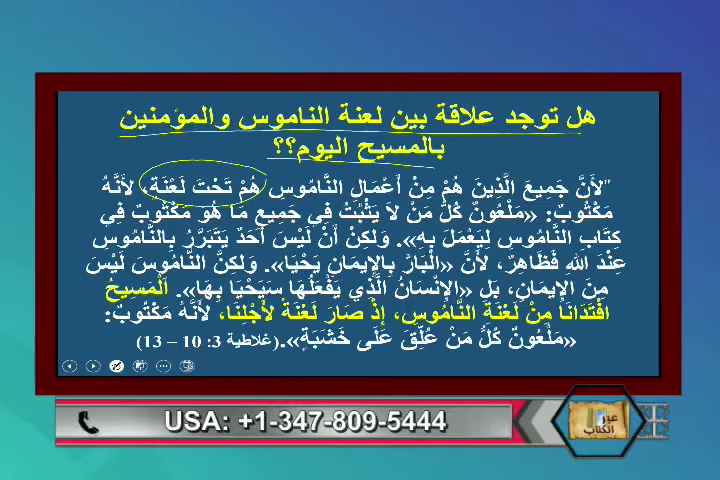 هل توجد علاقة بين لعنة الناموس والمؤمنين
بالمسيح اليوم؟؟
"لأَنَّ جَمِيعَ الَّذِينَ هُمْ مِنْ أَعْمَالِ النَّامُوسِ هُمْ تَحْتَ لَعْنَةٍ، لأَنَّهُ
مَكْتُوبٌ: «مَلْعُونٌ كُلُّ مَنْ لاَ يَثْبُتُ فِي جَمِيعِ مَا هُوَ مَكْتُوبٌ فِي
كِتَابِ النَّامُوسِ لِيَعْمَلَ بِهِ». وَلكِنْ أَنْ لَيْسَ أَحَدٌ يَتَبَرَّرُ بِالنَّامُوسِ
عِنْدَ اللهِ فَظَاهِرٌ، لأَنَّ «الْبَارَّ بِالإِيمَانِ يَحْيَا». وَلكِنَّ النَّامُوسَ لَيْسَ
مِنَ الإِيمَانِ، بَلِ «الإِنْسَانُ الَّذِي يَفْعَلُهَا سَيَحْيَا بِهَا». اَلْمَسِيحُ
افْتَدَانَا مِنْ لَعْنَةِ النَّامُوسِ، إِذْ صَارَ لَعْنَةً لأَجْلِنَا، لأَنَّهُ مَكْتُوبٌ:
«مَلْعُونٌ كُلُّ مَنْ عُلِّقَ عَلَى خَشَبَةٍ».(غلاطية 3: 10 – 13)
USA: +1-347-809-5444
عبر
الكتاب